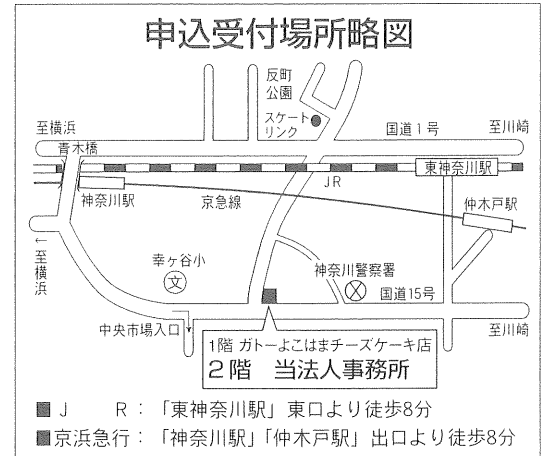 申込受付場所略図
反町
公園
スケート
リンク
国道1号
至横浜
至川崎
青木橋
東神奈川駅
JR
神奈川駅
京急線
仲木戸駅
←至横浜
幸ヶ谷小
文
神奈川警察署
国道15号
中央市場入口
至川崎
1階 ガトーよこはまチーズケーキ店
2階 当法人事務所
■J R：「東神奈川駅」東口より徒歩8分
■京浜急行：「神奈川駅」「仲木戸駅」出口より徒歩8分